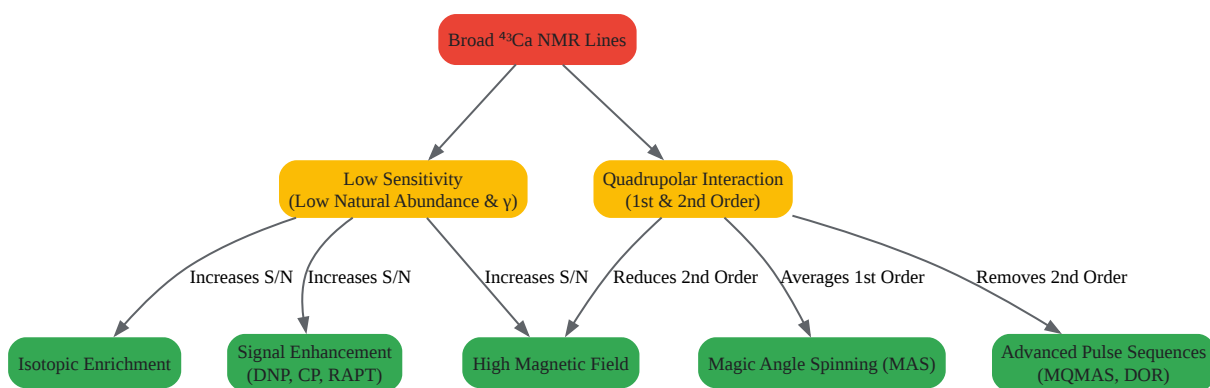 Broad ⁴³Ca NMR Lines
Low Sensitivity
(Low Natural Abundance & γ)
Quadrupolar Interaction
(1st & 2nd Order)
Increases S/N
Increases S/N
Increases S/N
Reduces 2nd Order
Averages 1st Order
Removes 2nd Order
Isotopic Enrichment
Signal Enhancement
(DNP, CP, RAPT)
High Magnetic Field
Magic Angle Spinning (MAS)
Advanced Pulse Sequences
(MQMAS, DOR)